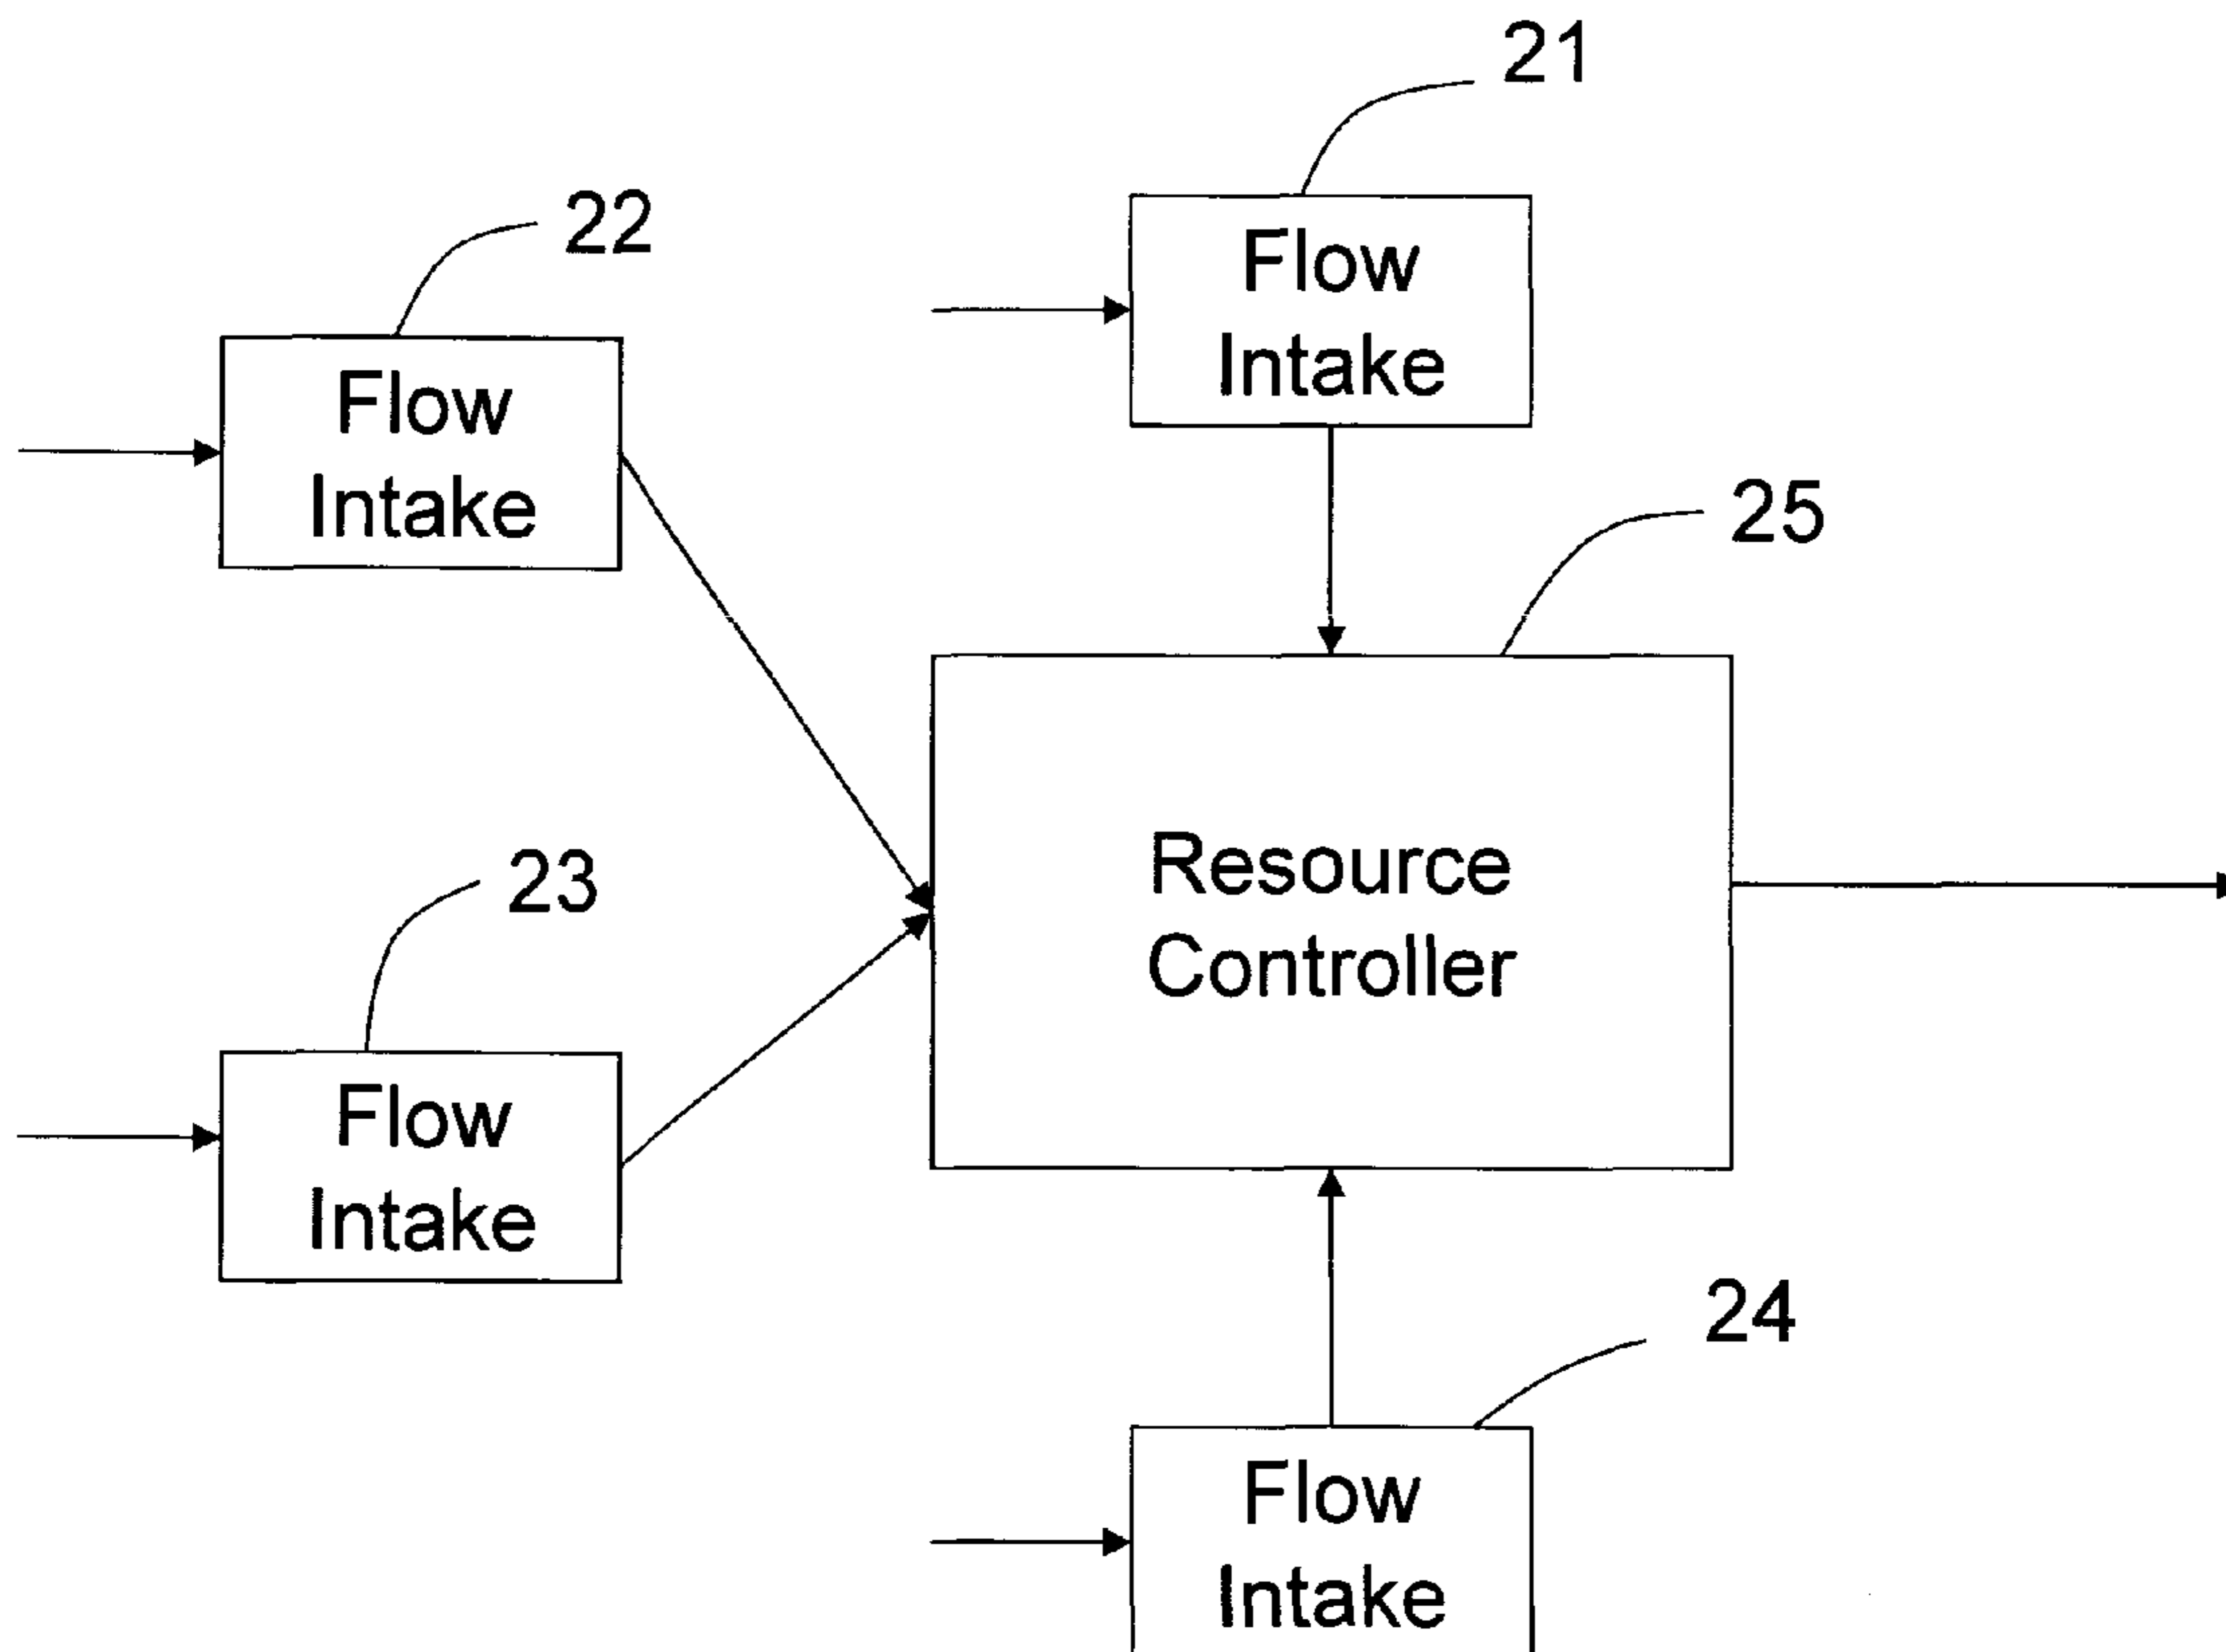 21
22
Flow
Intake
Flow
Intake
25
Resource
Controller
23
Flow
Intake
24
Flow
Intake